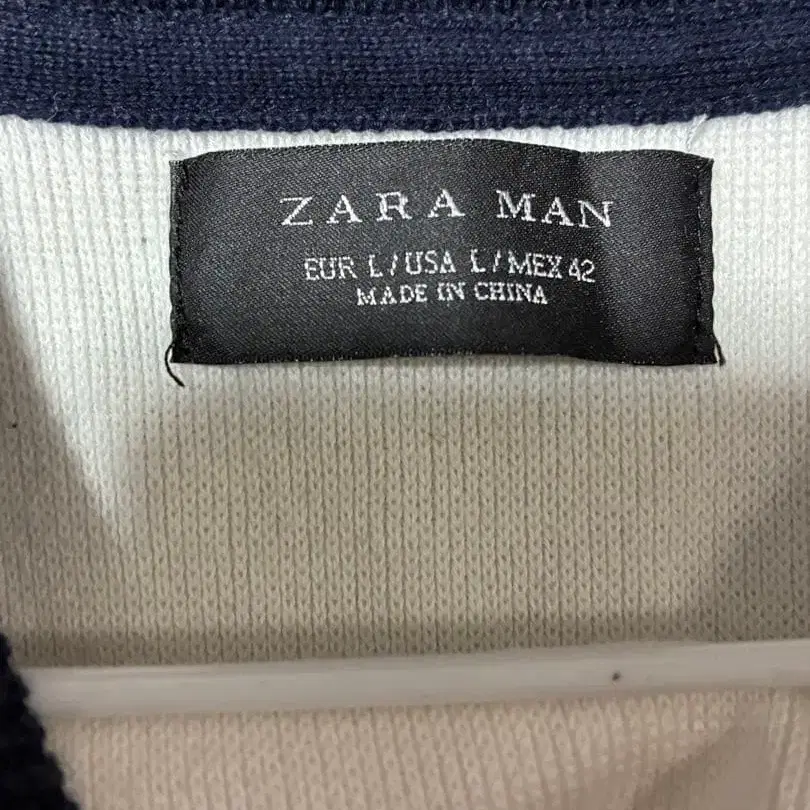 ZARA MAN
EUR L/USA L/MEX 42
MADE IN CHINA